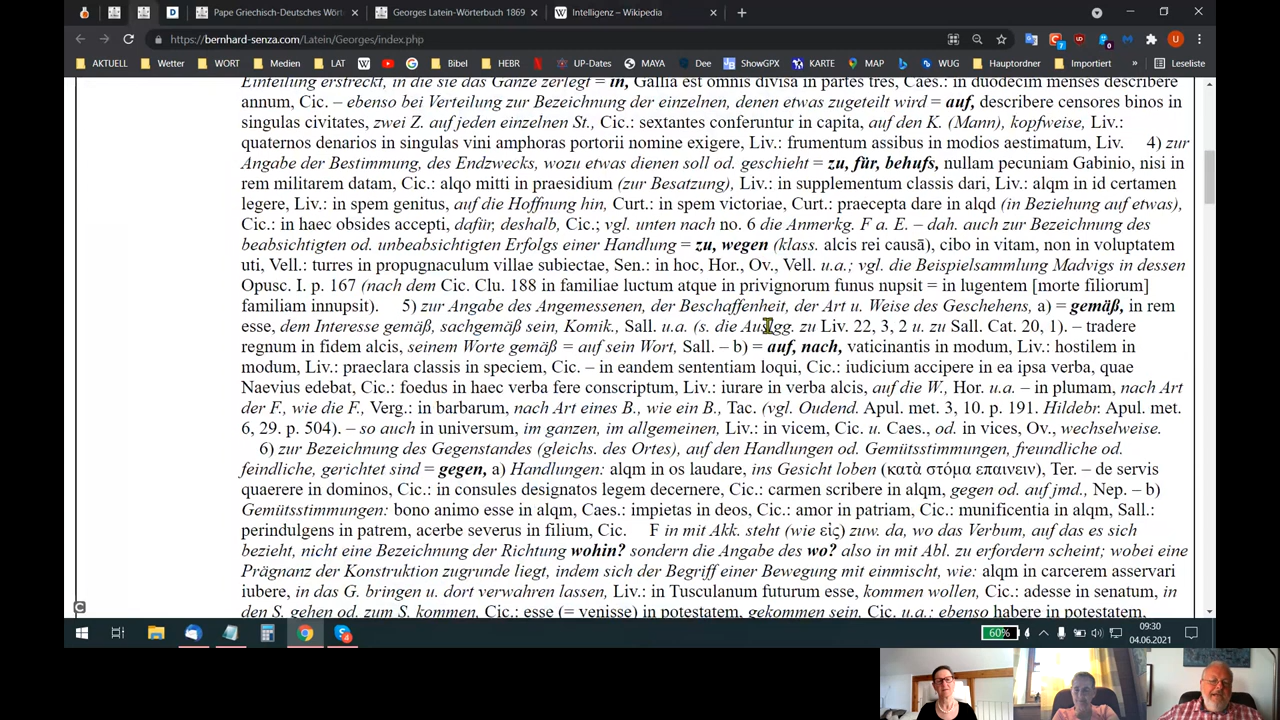 Pape Griechisch-Deutsches Wört
Georges Latein-Wörterbuch 1869
Intelligenz – Wikipedia
https://bernhard-senza.com/Latein/Georges/index.php
AKTUELL
Wetter
WORT
Medien
LAT
Bibel
HEBR
UP-Dates
MAYA
Dee
ShowGPX
KARTE
MAP
WUG
Hauptordner
Importiert
»
Leseliste
Einteilung erstreckt, in die sie das Ganze zerlegt = in, Gallia est omnis divisa in partes tres, Caes.: in duodecim menses describere
annum, Cic. – ebenso bei Verteilung zur Bezeichnung der einzelnen, denen etwas zugeteilt wird = auf, describere censores binos in
singulas civitates, zwei Z. auf jeden einzelnen St., Cic.: sextantes conferuntur in capita, auf den K. (Mann), kopfweise, Liv.:
quaternos denarios in singulas vini amphoras portorii nomine exigere, Liv.: frumentum assibus in modios aestimatum, Liv. 4) zur
Angabe der Bestimmung, des Endzwecks, wozu etwas dienen soll od. geschieht = zu, für, behufs, nullam pecuniam Gabinio, nisi in
rem militarem datam, Cic.: alqo mitti in praesidium (zur Besatzung), Liv.: in supplementum classis dari, Liv.: alqm in id certamen
legere, Liv.: in spem genitus, auf die Hoffnung hin, Curt.: in spem victoriae, Curt.: praecepta dare in alqd (in Beziehung auf etwas),
Cic.: in haec obsides accepti, dafür, deshalb, Cic.; vgl. unten nach no. 6 die Anmerkg. F a. E. – dah. auch zur Bezeichnung des
beabsichtigten od. unbeabsichtigten Erfolgs einer Handlung = zu, wegen (klass. alcis rei causā), cibo in vitam, non in voluptatem
uti, Vell.: turres in propugnaculum villae subiectae, Sen.: in hoc, Hor., Ov., Vell. u.a.; vgl. die Beispielsammlung Madvigs in dessen
Opusc. I. p. 167 (nach dem Cic. Clu. 188 in familiae luctum atque in privignorum funus nupsit = in lugentem [morte filiorum]
familiam innupsit). 5) zur Angabe des Angemessenen, der Beschaffenheit, der Art u. Weise des Geschehens, a) = gemäß, in rem
esse, dem Interesse gemäß, sachgemäß sein, Komik., Sall. u.a. (s. die Auslgg. zu Liv. 22, 3, 2 u. zu Sall. Cat. 20, 1). – tradere
regnum in fidem alcis, seinem Worte gemäß = auf sein Wort, Sall. – b) = auf, nach, vaticinantis in modum, Liv.: hostilem in
modum, Liv.: praeclara classis in speciem, Cic. – in eandem sententiam loqui, Cic.: iudicium accipere in ea ipsa verba, quae
Naevius edebat, Cic.: foedus in haec verba fere conscriptum, Liv.: iurare in verba alcis, auf die W., Hor. u.a. – in plumam, nach Art
der F., wie die F., Verg.: in barbarum, nach Art eines B., wie ein B., Tac. (vgl. Oudend. Apul. met. 3, 10. p. 191. Hildebr. Apul. met.
6, 29. p. 504). – so auch in universum, im ganzen, im allgemeinen, Liv.: in vicem, Cic. u. Caes., od. in vices, Ov., wechselweise.
6) zur Bezeichnung des Gegenstandes (gleichs. des Ortes), auf den Handlungen od. Gemütsstimmungen, freundliche od.
feindliche, gerichtet sind = gegen, a) Handlungen: alqm in os laudare, ins Gesicht loben (κατὰ στόμα επαινειν), Ter. – de servis
quaerere in dominos, Cic.: in consules designatos legem decernere, Cic.: carmen scribere in alqm, gegen od. auf jmd., Nep. – b)
Gemütsstimmungen: bono animo esse in alqm, Caes.: impietas in deos, Cic.: amor in patriam, Cic.: munificentia in alqm, Sall.:
perindulgens in patrem, acerbe severus in filium, Cic. F in mit Akk. steht (wie εἰς) zuw. da, wo das Verbum, auf das es sich
bezieht, nicht eine Bezeichnung der Richtung wohin? sondern die Angabe des wo? also in mit Abl. zu erfordern scheint; wobei eine
Prägnanz der Konstruktion zugrunde liegt, indem sich der Begriff einer Bewegung mit einmischt, wie: alqm in carcerem asservari
iubere, in das G. bringen u. dort verwahren lassen, Liv.: in Tusculanum futurum esse, kommen wollen, Cic.: adesse in senatum, in
den S. gehen od. zum S. kommen, Cic.: esse (= venisse) in potestatem, gekommen sein, Cic. u.a.: ebenso habere in potestatem,
60%
09:30
04.06.2021